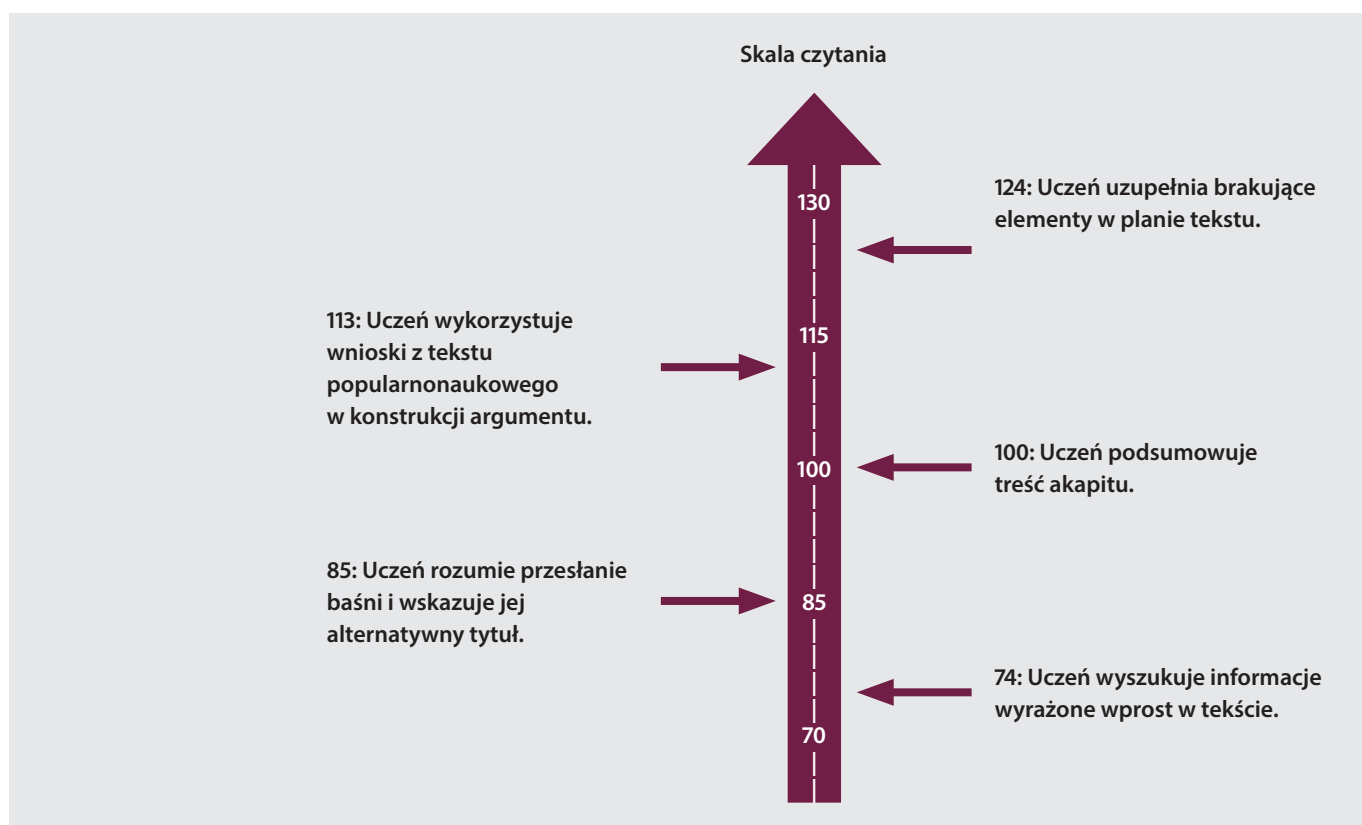 Skala czytania
130
124: Uczeń uzupełnia brakujące
elementy w planie tekstu.
113: Uczeń wykorzystuje
wnioski z tekstu
popularnonaukowego
w konstrukcji argumentu.
115
100
100: Uczeń podsumowuje
treść akapitu.
85: Uczeń rozumie przesłanie
baśni i wskazuje jej
alternatywny tytuł.
85
74: Uczeń wyszukuje informacje
wyrażone wprost w tekście.
70